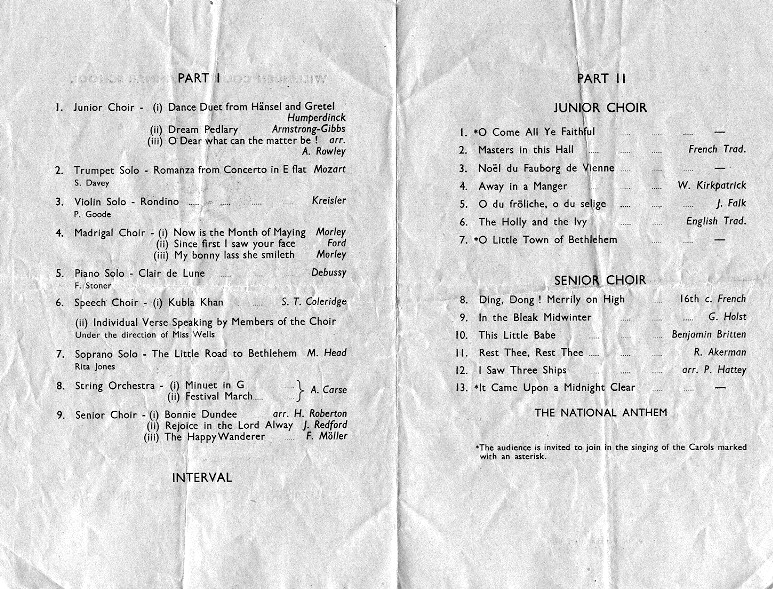 PART I
1. Junior Choir - (i) Dance Duet from Hänsel and Gretel
Humperdinck
(ii) Dream Pedlary Armstrong-Gibbs
(iii) O Dear what can the matter be ! arr.
A. Rowley
2. Trumpet Solo - Romanza from Concerto in E flat Mozart
S. Davey
3. Violin Solo - Rondino ..... ..... ..... Kreisler
P. Goode
4. Madrigal Choir - (i) Now is the Month of Maying Morley
(ii) Since first I saw your face Ford
(iii) My bonny lass she smileth Morley
5. Piano Solo - Clair de Lune ..... Debussy
F. Stoner
6. Speech Choir - (i) Kubla Khan ..... S. T. Coleridge
(ii) Individual Verse Speaking by Members of the Choir
Under the direction of Miss Wells
7. Soprano Solo - The Little Road to Bethlehem M. Head
Rita Jones
8. String Orchestra - (i) Minuet in G ..... } A. Carse
(ii) Festival March.....
9. Senior Choir - (i) Bonnie Dundee arr. H. Roberton
(ii) Rejoice in the Lord Alway J. Redford
(iii) The Happy Wanderer ..... F. Möller
INTERVAL
PART II
JUNIOR CHOIR
1. *O Come All Ye Faithful ..... ..... ..... —
2. Masters in this Hall ..... ..... French Trad.
3. Noël du Fauborg de Vienne ..... ..... ..... —
4. Away in a Manger ..... ..... W. Kirkpatrick
5. O du fröliche, o du selige ..... ..... J. Falk
6. The Holly and the Ivy ..... ..... English Trad.
7. *O Little Town of Bethlehem ..... ..... —
SENIOR CHOIR
8. Ding, Dong ! Merrily on High ..... 16th c. French
9. In the Bleak Midwinter ..... ..... G. Holst
10. This Little Babe ..... ..... Benjamin Britten
11. Rest Thee, Rest Thee ..... ..... ..... R. Akerman
12. I Saw Three Ships ..... ..... arr. P. Hattey
13. *It Came Upon a Midnight Clear ..... ..... —
THE NATIONAL ANTHEM
*The audience is invited to join in the singing of the Carols marked
with an asterisk.